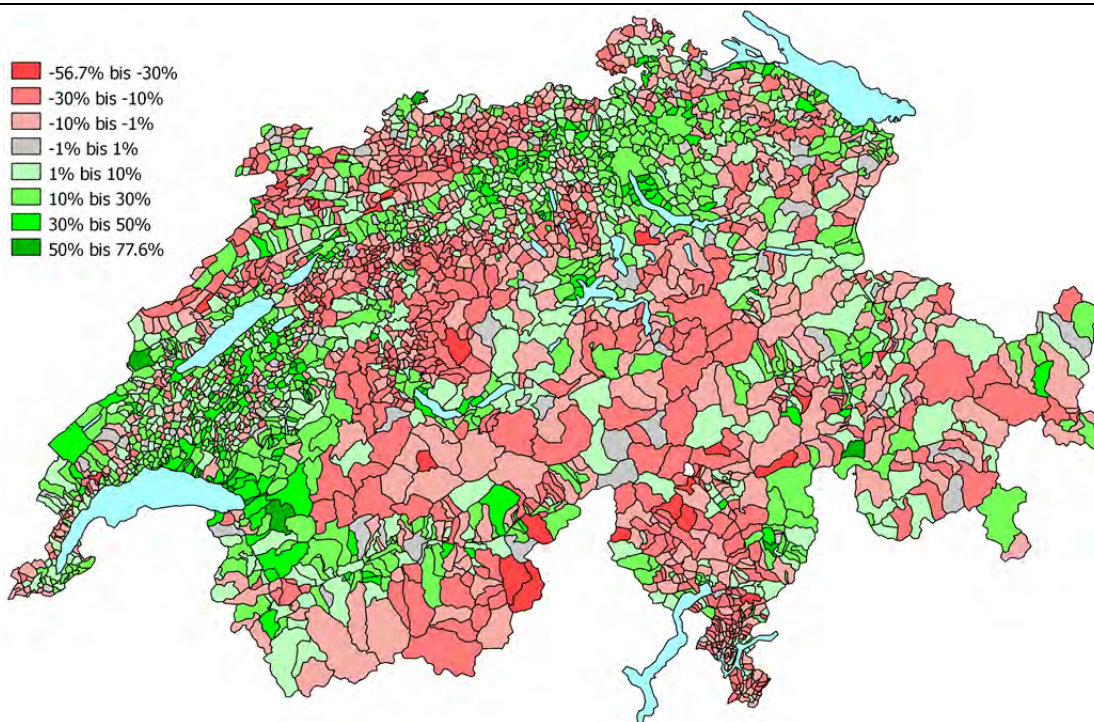 -56.7% bis -30%
-30% bis -10%
-10% bis -1%
-1% bis 1%
1% bis 10%
10% bis 30%
30% bis 50%
50% bis 77.6%